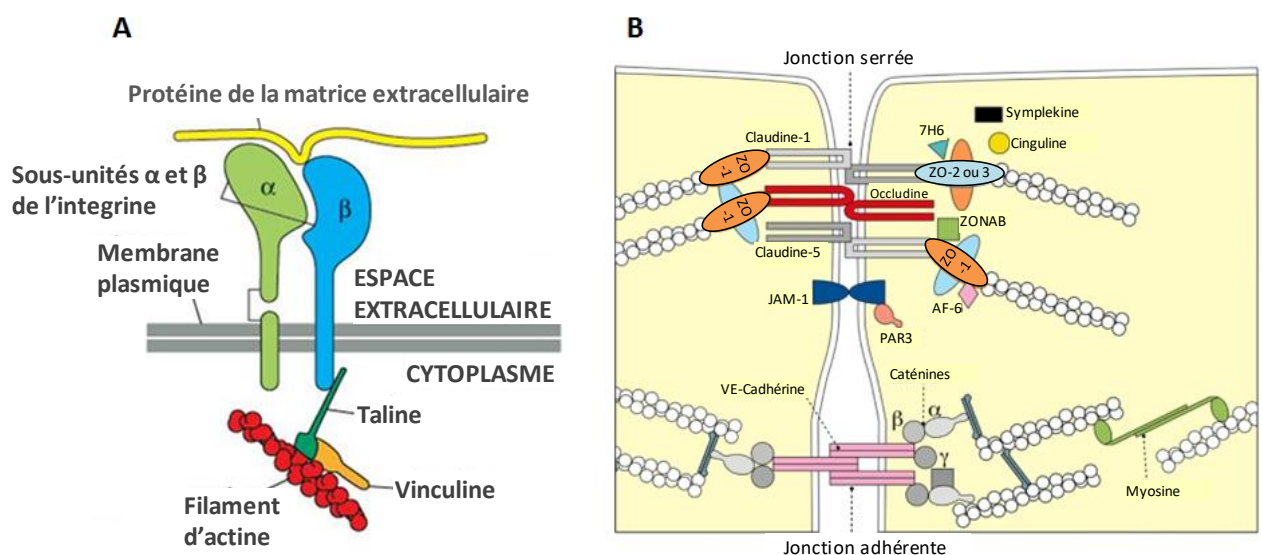 A
Protéine de la matrice extracellulaire
Sous-unités α et β
de l'integrine
α
β
Membrane
plasmique
ESPACE
EXTRACELLULAIRE
CYTOPLASME
Taline
Vinculine
Filament
d'actine
B
Jonction serrée
Symplekine
7H6
Cinguline
Claudine-1
ZO
-1
ZO-2 ou 3
Occludine
ZO
-1
ZONAB
Claudine-5
ZO
-1
JAM-1
AF-6
PAR3
Caténines
VE-Cadhérine
β
α
γ
Myosine
Jonction adhérente